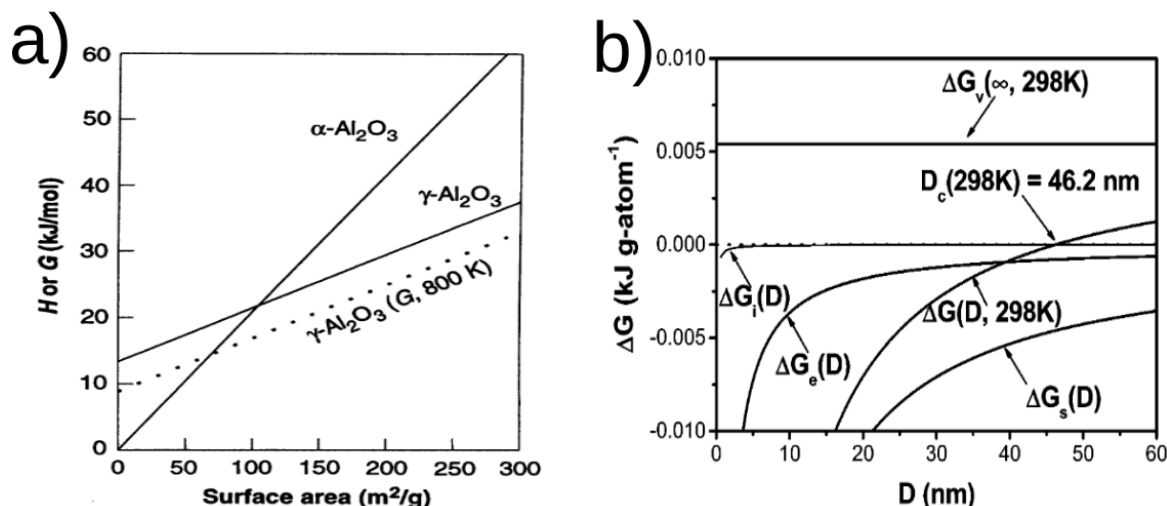 a)
60
50
40
30
20
10
0
H or G (kJ/mol)
α-Al₂O₃
γ-Al₂O₃
γ-Al₂O₃ (G, 800 K)
0 50 100 150 200 250 300
Surface area (m²/g)
b)
0.010
0.005
0.000
-0.005
-0.010
ΔG (kJ g-atom⁻¹)
ΔGᵥ(∞, 298K)
D_c(298K) = 46.2 nm
ΔGᵢ(D)
ΔG(D, 298K)
ΔGₑ(D)
ΔGₛ(D)
0 10 20 30 40 50 60
D (nm)